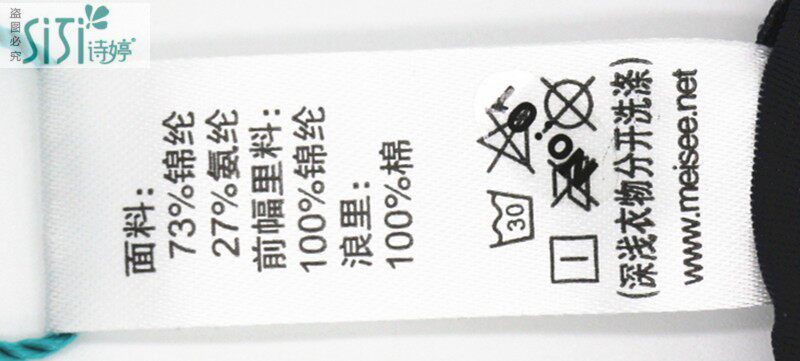 盗图必究
SISI诗婷®
面料:
73%锦纶
27%氨纶
前幅里料:
100%锦纶
浪里:
100%棉
30
(深浅衣物分开洗涤)
www.meisee.net